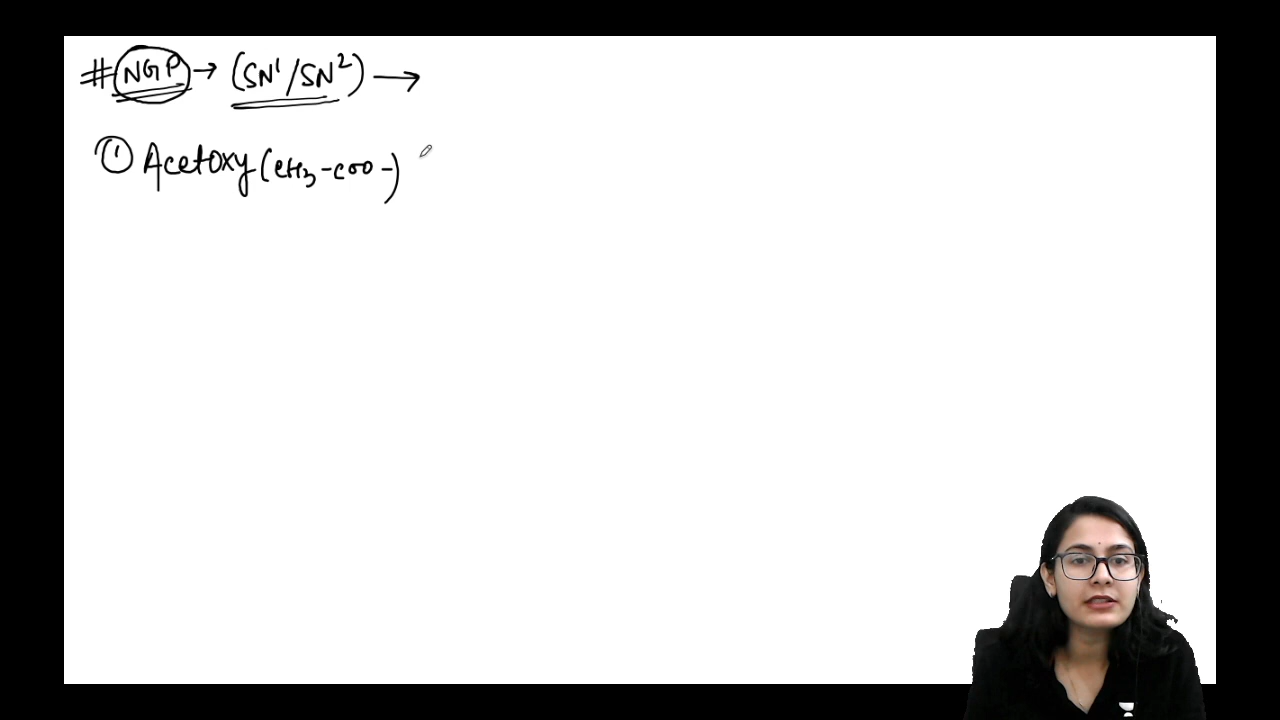 # NGP → (SN¹/SN²) →
① Acetoxy (CH₃-COO-)